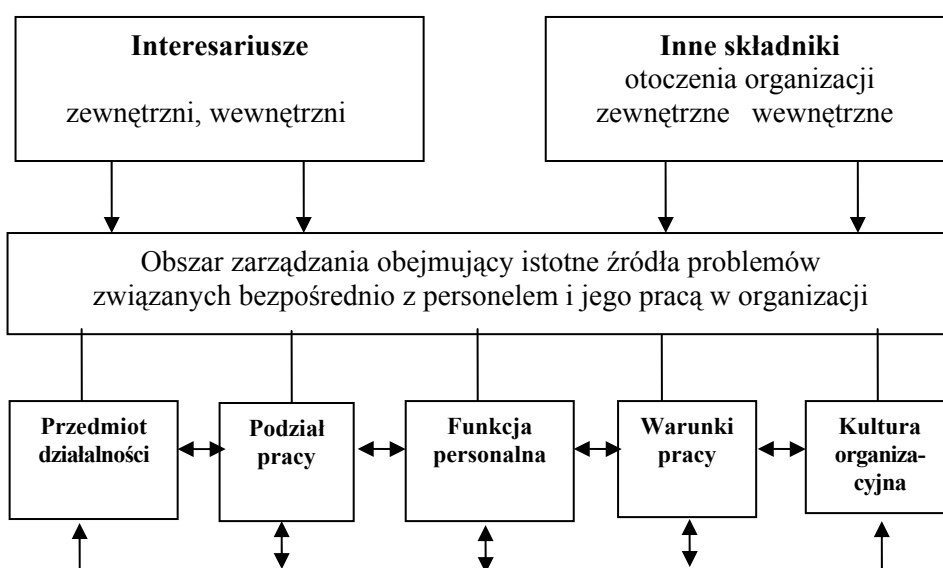 Interesariusze
zewnętrzni, wewnętrzni
Inne składniki
otoczenia organizacji
zewnętrzne wewnętrzne
Obszar zarządzania obejmujący istotne źródła problemów
związanych bezpośrednio z personelem i jego pracą w organizacji
Przedmiot
działalności
Podział
pracy
Funkcja
personalna
Warunki
pracy
Kultura
organiza-
cyjna